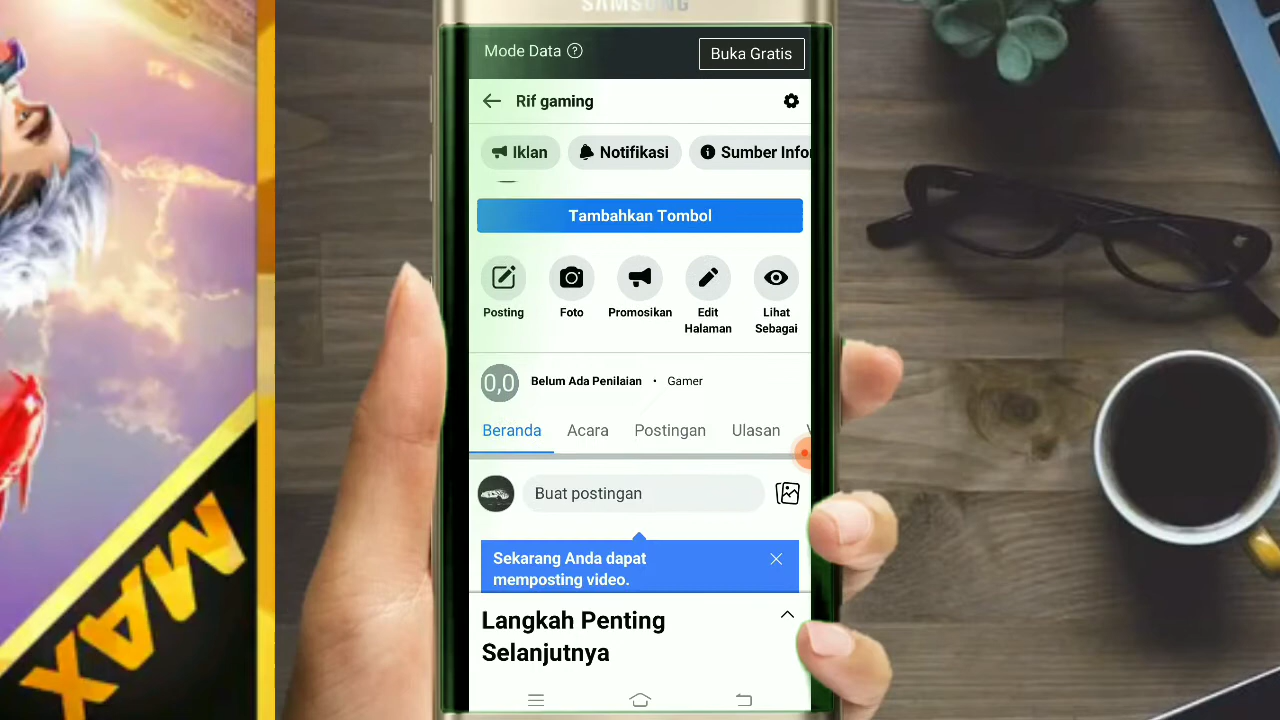 SAMSUNG
Mode Data
Buka Gratis
Rif gaming
Iklan
Notifikasi
Sumber Info
Tambahkan Tombol
Posting
Foto
Promosikan
Edit
Halaman
Lihat
Sebagai
0,0
Belum Ada Penilaian • Gamer
Beranda
Acara
Postingan
Ulasan
Buat postingan
Sekarang Anda dapat
memposting video.
Langkah Penting
Selanjutnya
MAX